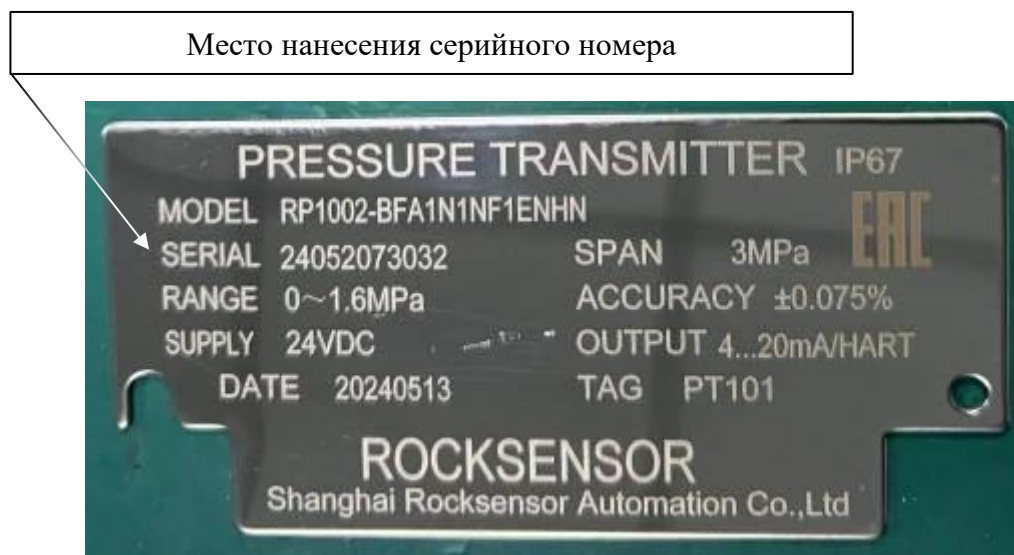 Место нанесения серийного номера
PRESSURE TRANSMITTER IP67
MODEL RP1002-BFA1N1NF1ENHN
EAC
SERIAL 24052073032 SPAN 3MPa
RANGE 0~1.6MPa ACCURACY ±0.075%
SUPPLY 24VDC OUTPUT 4...20mA/HART
DATE 20240513 TAG PT101
ROCKSENSOR
Shanghai Rocksensor Automation Co.,Ltd